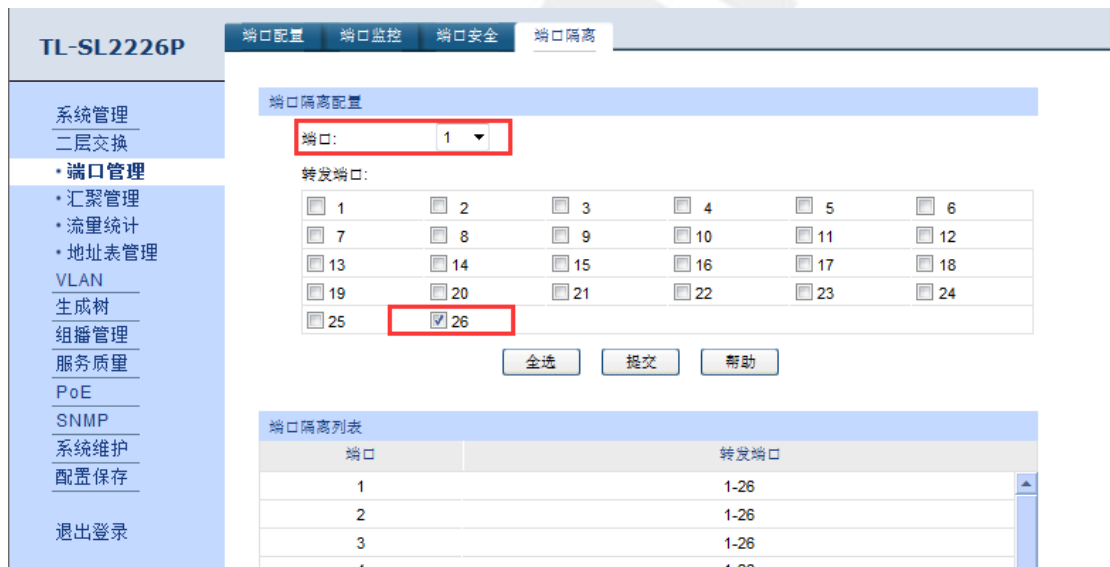 TL-SL2226P
端口配置 端口监控 端口安全 端口隔离
系统管理
二层交换
·端口管理
·汇聚管理
·流量统计
·地址表管理
VLAN
生成树
组播管理
服务质量
PoE
SNMP
系统维护
配置保存
退出登录
端口隔离配置
端口: 1
转发端口:
1 2 3 4 5 6
7 8 9 10 11 12
13 14 15 16 17 18
19 20 21 22 23 24
25 26
全选 提交 帮助
端口隔离列表
端口 转发端口
1 1-26
2 1-26
3 1-26